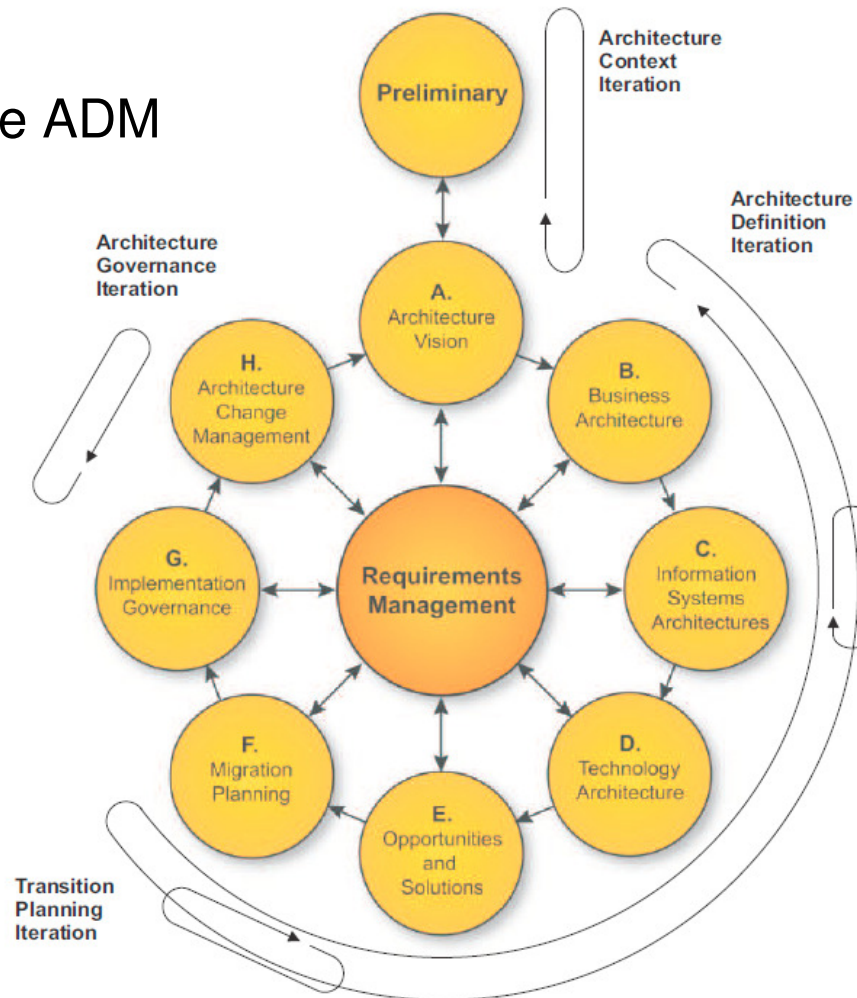 e ADM
Preliminary
Architecture
Context
Iteration
Architecture
Definition
Iteration
Architecture
Governance
Iteration
A.
Architecture
Vision
H.
Architecture
Change
Management
B.
Business
Architecture
G.
Implementation
Governance
Requirements
Management
C.
Information
Systems
Architectures
F.
Migration
Planning
D.
Technology
Architecture
E.
Opportunities
and
Solutions
Transition
Planning
Iteration